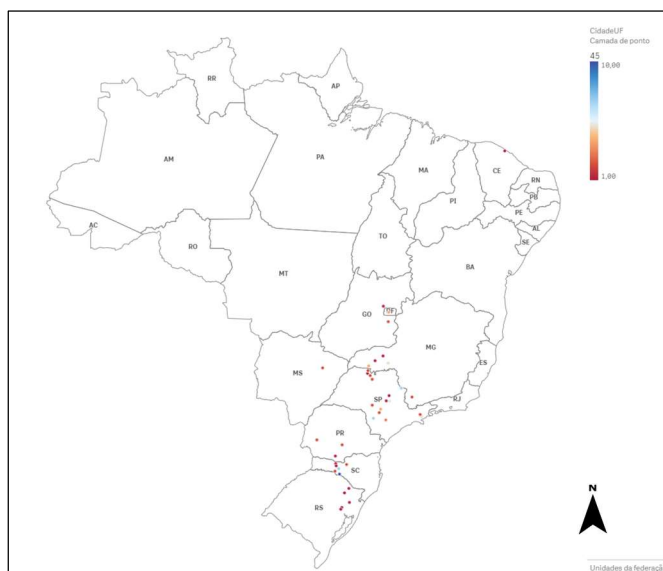 CidadeUF
Camada de ponto
45
10,00
1,00
RR
AP
AM
PA
MA
CE
RN
PB
PI
PE
AL
SE
AC
RO
TO
BA
MT
GO
DF
MG
ES
MS
SP
RJ
PR
SC
RS
N
Unidades da federaçã